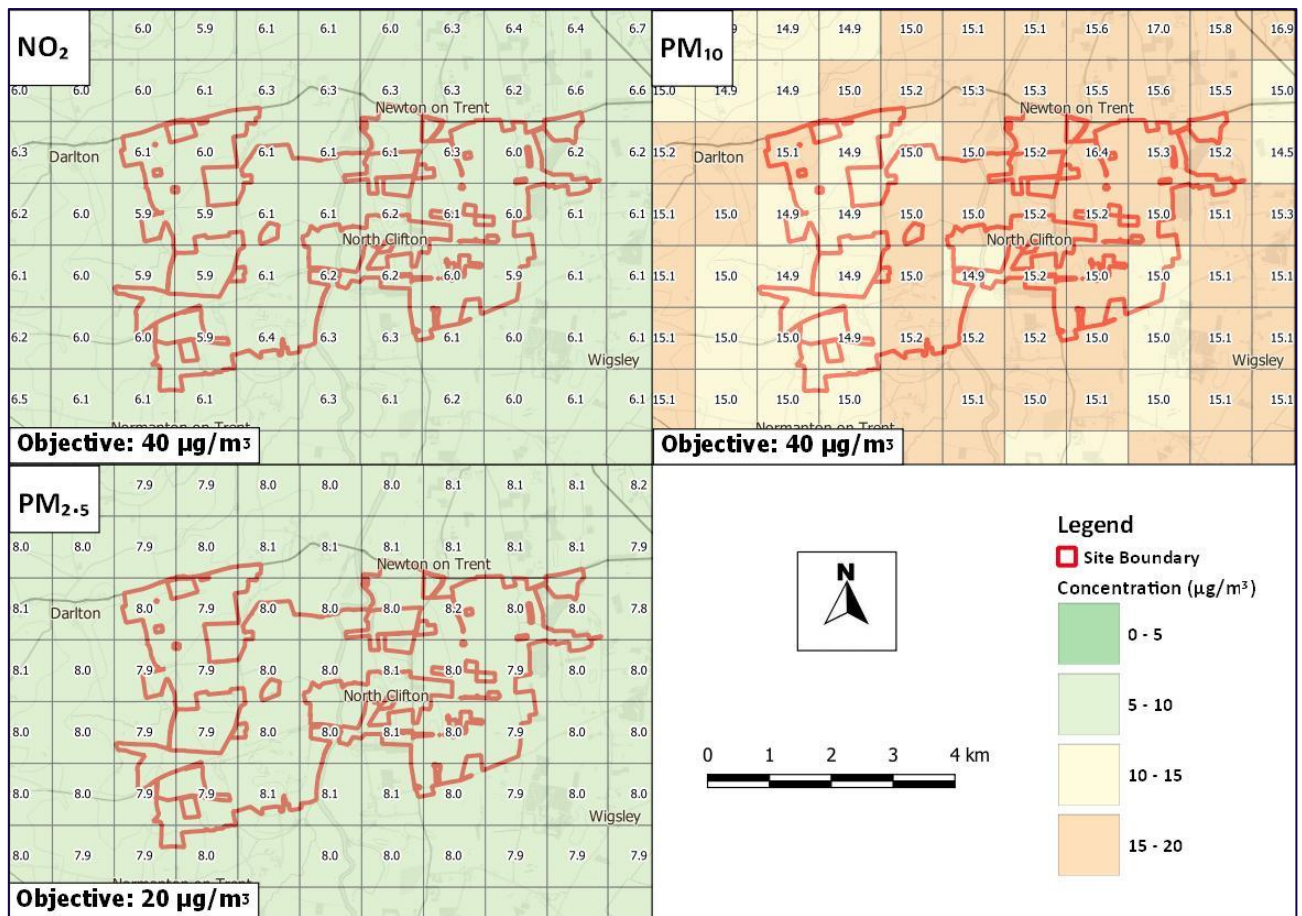 NO₂
6.0 5.9 6.1 6.1 6.0 6.3 6.4 6.4 6.7
6.0 6.0 6.0 6.1 6.3 6.3 6.3 6.3 6.2 6.6 6.6
Newton on Trent
6.3 Darlton 6.1 6.0 6.1 6.1 6.1 6.3 6.0 6.2 6.2
6.2 6.0 5.9 5.9 6.1 6.1 6.2 6.1 6.0 6.1 6.1
North Clifton
6.1 6.0 5.9 5.9 6.1 6.2 6.2 6.0 5.9 6.1 6.1
6.2 6.0 6.0 5.9 6.4 6.3 6.3 6.1 6.0 6.1 6.1
Wigsley
6.5 6.1 6.1 6.1 6.3 6.1 6.2 6.0 6.1 6.1
Normanton on Trent
Objective: 40 µg/m³
PM₁₀
14.9 14.9 15.0 15.1 15.1 15.6 17.0 15.8 16.9
15.0 14.9 14.9 15.0 15.2 15.3 15.3 15.5 15.6 15.5 15.0
Newton on Trent
15.2 Darlton 15.1 14.9 15.0 15.0 15.2 16.4 15.3 15.2 14.5
15.1 15.0 14.9 14.9 15.0 15.0 15.2 15.2 15.0 15.1 15.3
North Clifton
15.1 15.0 14.9 14.9 15.0 14.9 15.2 15.0 15.0 15.1 15.1
15.1 15.0 15.0 14.9 15.2 15.2 15.0 15.1 15.0 15.1 15.1
Wigsley
15.1 15.0 15.0 15.0 15.1 15.0 15.1 15.0 15.1 15.1
Normanton on Trent
Objective: 40 µg/m³
PM₂.₅
7.9 7.9 8.0 8.0 8.0 8.1 8.1 8.1 8.2
8.0 8.0 7.9 8.0 8.1 8.1 8.1 8.1 8.1 8.1 7.9
Newton on Trent
8.1 Darlton 8.0 7.9 8.0 8.0 8.0 8.2 8.0 8.0 7.8
8.1 8.0 7.9 7.9 8.0 8.0 8.1 8.0 7.9 8.0 8.0
North Clifton
8.0 8.0 7.9 7.9 8.0 8.0 8.1 8.0 7.9 8.0 8.0
8.0 8.0 7.9 7.9 8.1 8.1 8.0 8.0 7.9 8.0 8.0
Wigsley
8.0 7.9 7.9 8.0 8.0 8.0 8.0 7.9 8.0 8.0
Normanton on Trent
Objective: 20 µg/m³
N
0 1 2 3 4 km
Legend
Site Boundary
Concentration (µg/m³)
0 - 5
5 - 10
10 - 15
15 - 20